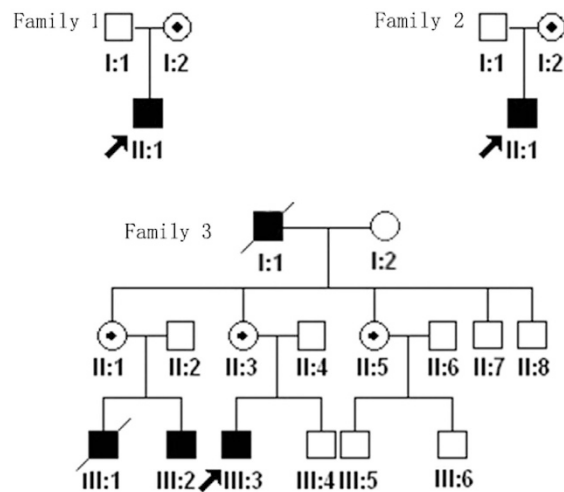 Family 1
Family 2
I:1 I:2
I:1 I:2
II:1
II:1
Family 3
I:1 I:2
II:1 II:2 II:3 II:4 II:5 II:6 II:7 II:8
III:1 III:2 III:3 III:4 III:5 III:6